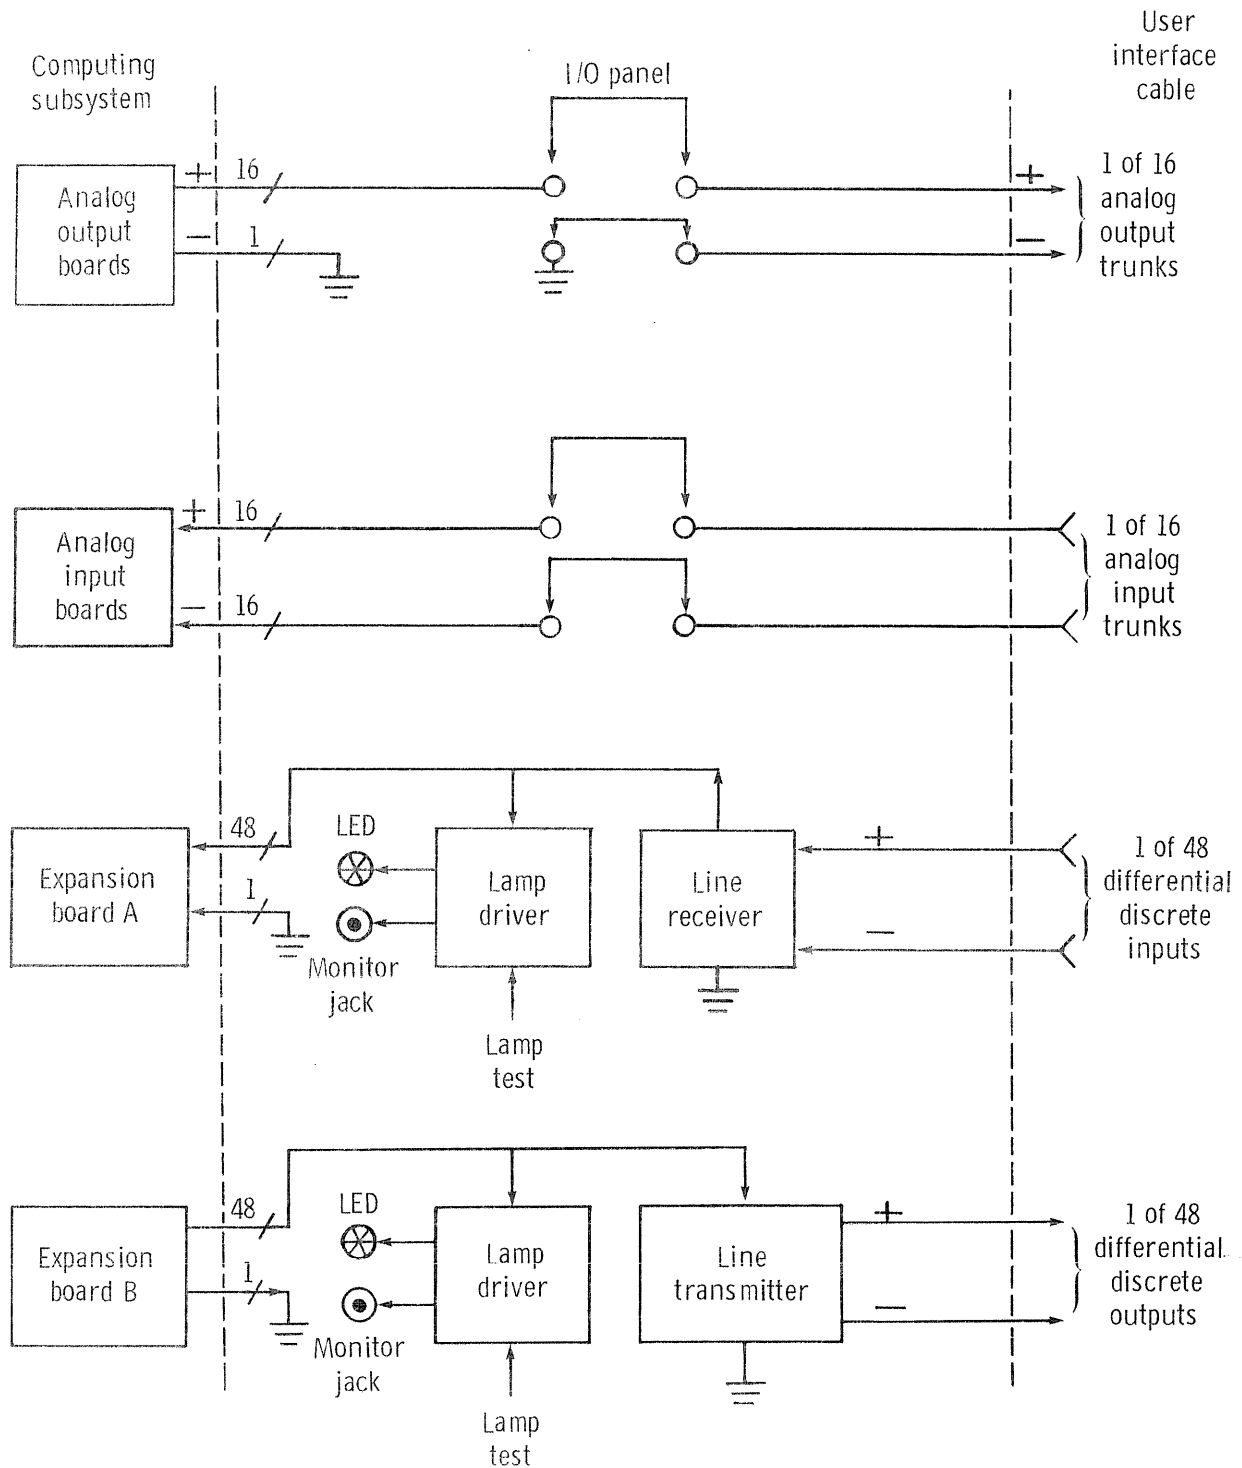 Computing
subsystem
I/O panel
User
interface
cable
Analog
output
boards
+ 16
− 1
+
−
1 of 16
analog
output
trunks
Analog
input
boards
+ 16
− 16
1 of 16
analog
input
trunks
Expansion
board A
48
1
LED
Monitor
jack
Lamp
driver
Lamp
test
Line
receiver
+
−
1 of 48
differential
discrete
inputs
Expansion
board B
48
1
LED
Monitor
jack
Lamp
driver
Lamp
test
Line
transmitter
+
−
1 of 48
differential
discrete
outputs